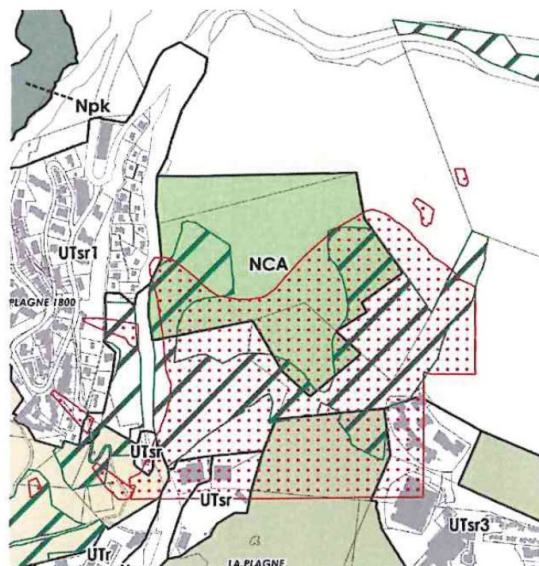 Npk
NCA
UTsr1
PLAGNE 1800
UTsr
UTsr
UTsr3
UTr
LA PLAGNE